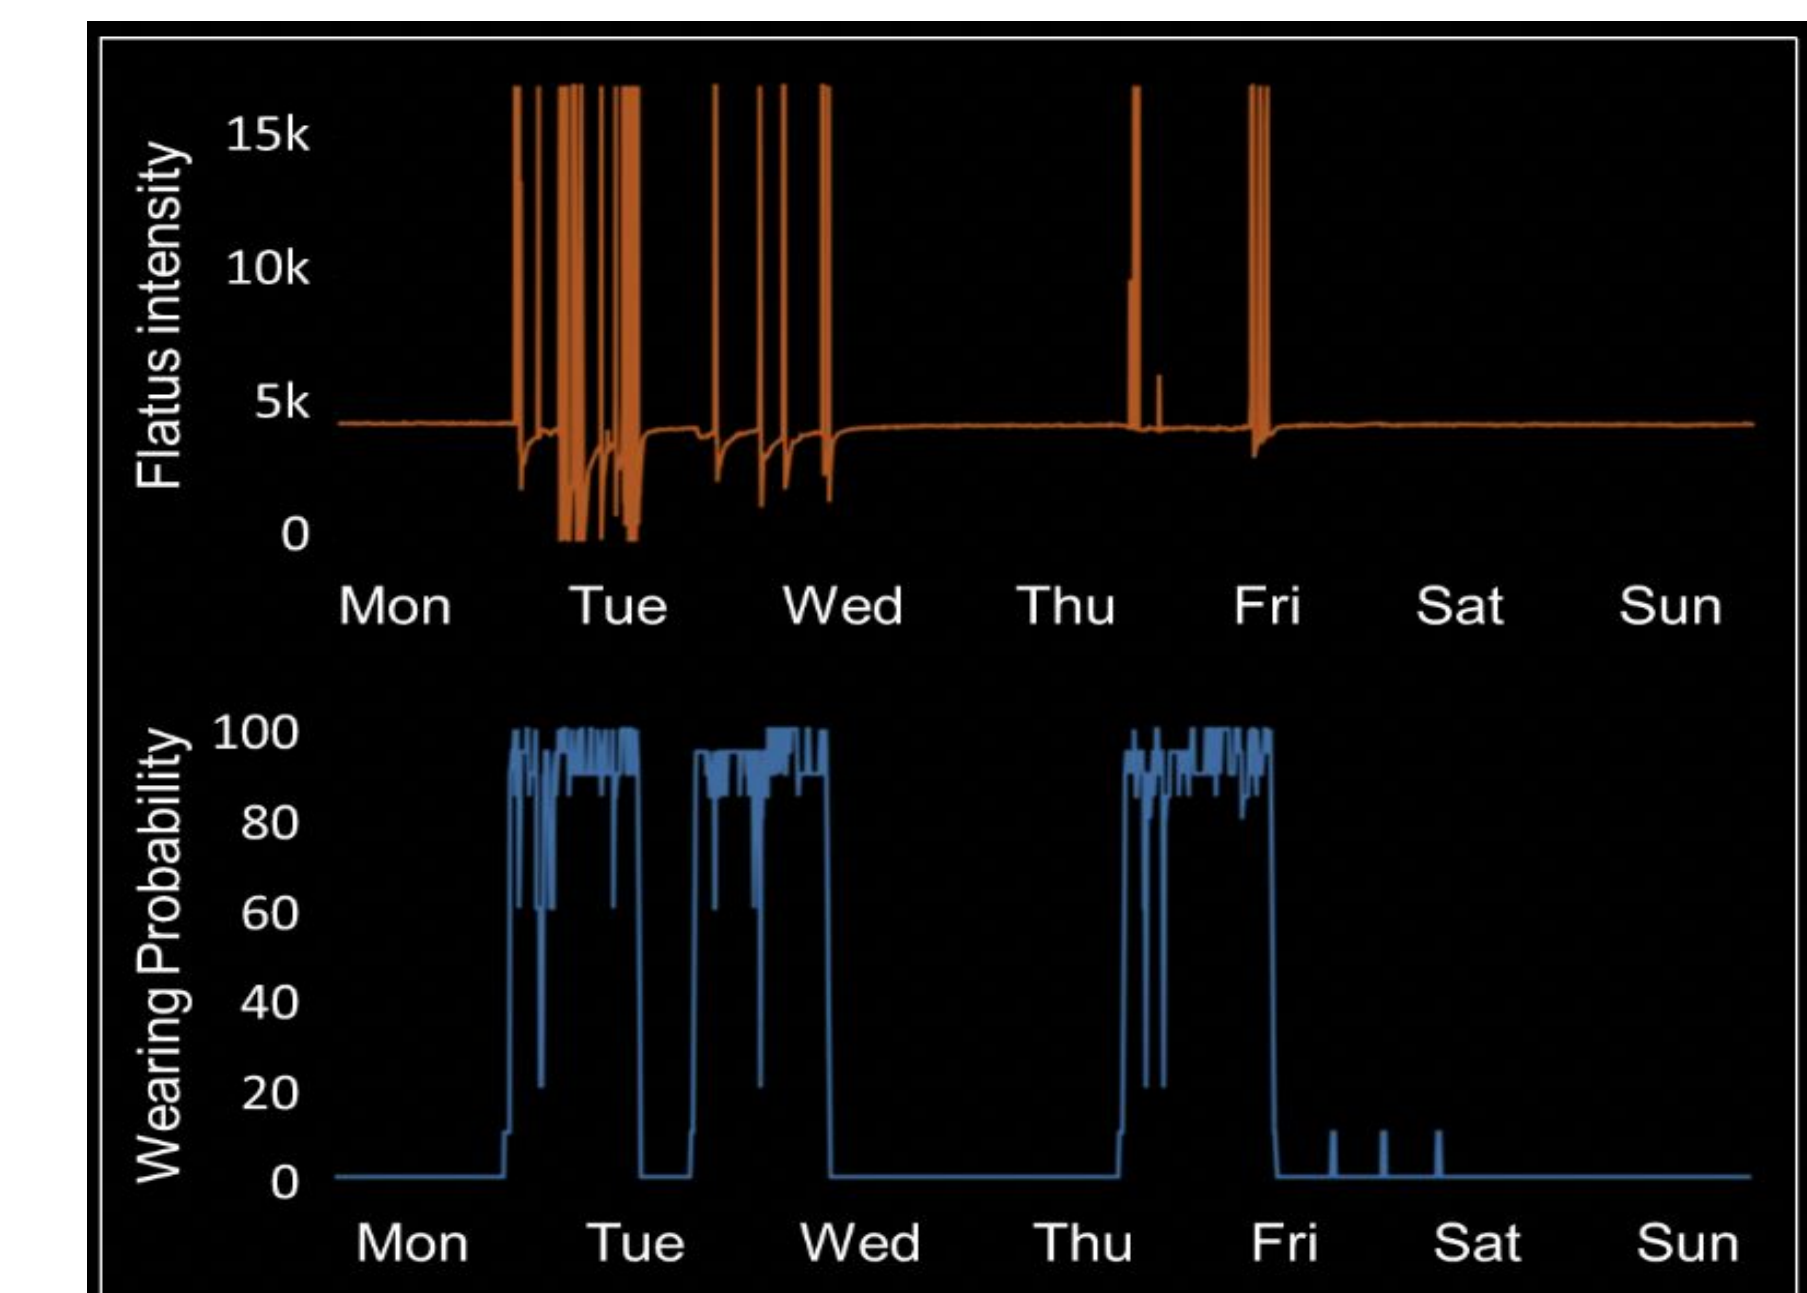 Flatus intensity
15k
10k
5k
0
Mon Tue Wed Thu Fri Sat Sun
Wearing Probability
100
80
60
40
20
0
Mon Tue Wed Thu Fri Sat Sun